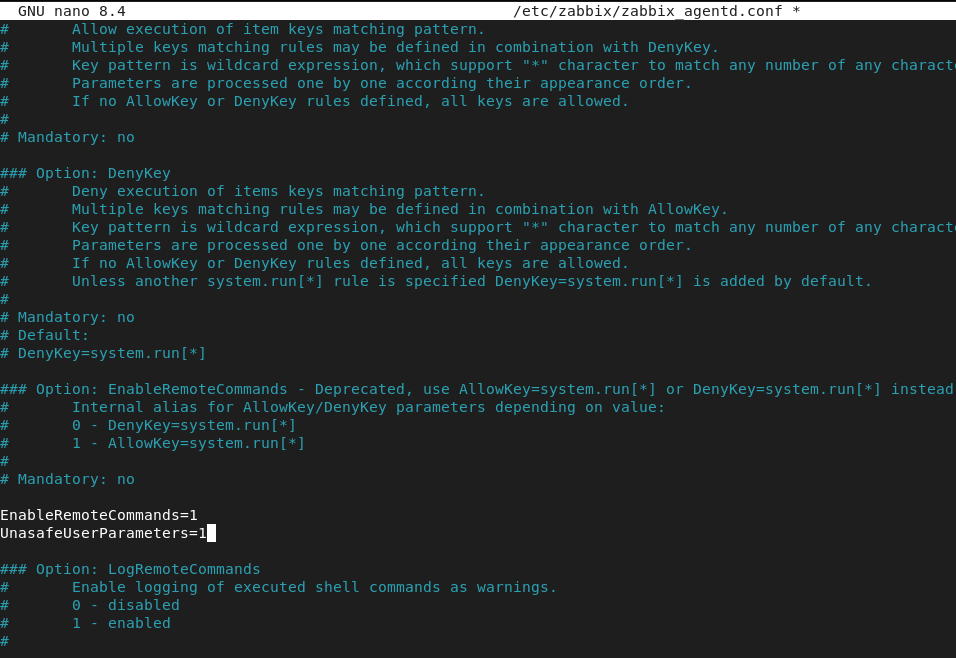 GNU nano 8.4 /etc/zabbix/zabbix_agentd.conf *
#       Allow execution of item keys matching pattern.
#       Multiple keys matching rules may be defined in combination with DenyKey.
#       Key pattern is wildcard expression, which support "*" character to match any number of any characte
#       Parameters are processed one by one according their appearance order.
#       If no AllowKey or DenyKey rules defined, all keys are allowed.
#
# Mandatory: no
### Option: DenyKey
#       Deny execution of items keys matching pattern.
#       Multiple keys matching rules may be defined in combination with AllowKey.
#       Key pattern is wildcard expression, which support "*" character to match any number of any characte
#       Parameters are processed one by one according their appearance order.
#       If no AllowKey or DenyKey rules defined, all keys are allowed.
#       Unless another system.run[*] rule is specified DenyKey=system.run[*] is added by default.
#
# Mandatory: no
# Default:
# DenyKey=system.run[*]
### Option: EnableRemoteCommands - Deprecated, use AllowKey=system.run[*] or DenyKey=system.run[*] instead
#       Internal alias for AllowKey/DenyKey parameters depending on value:
#       0 - DenyKey=system.run[*]
#       1 - AllowKey=system.run[*]
#
# Mandatory: no
EnableRemoteCommands=1
UnasafeUserParameters=1
### Option: LogRemoteCommands
#       Enable logging of executed shell commands as warnings.
#       0 - disabled
#       1 - enabled
#